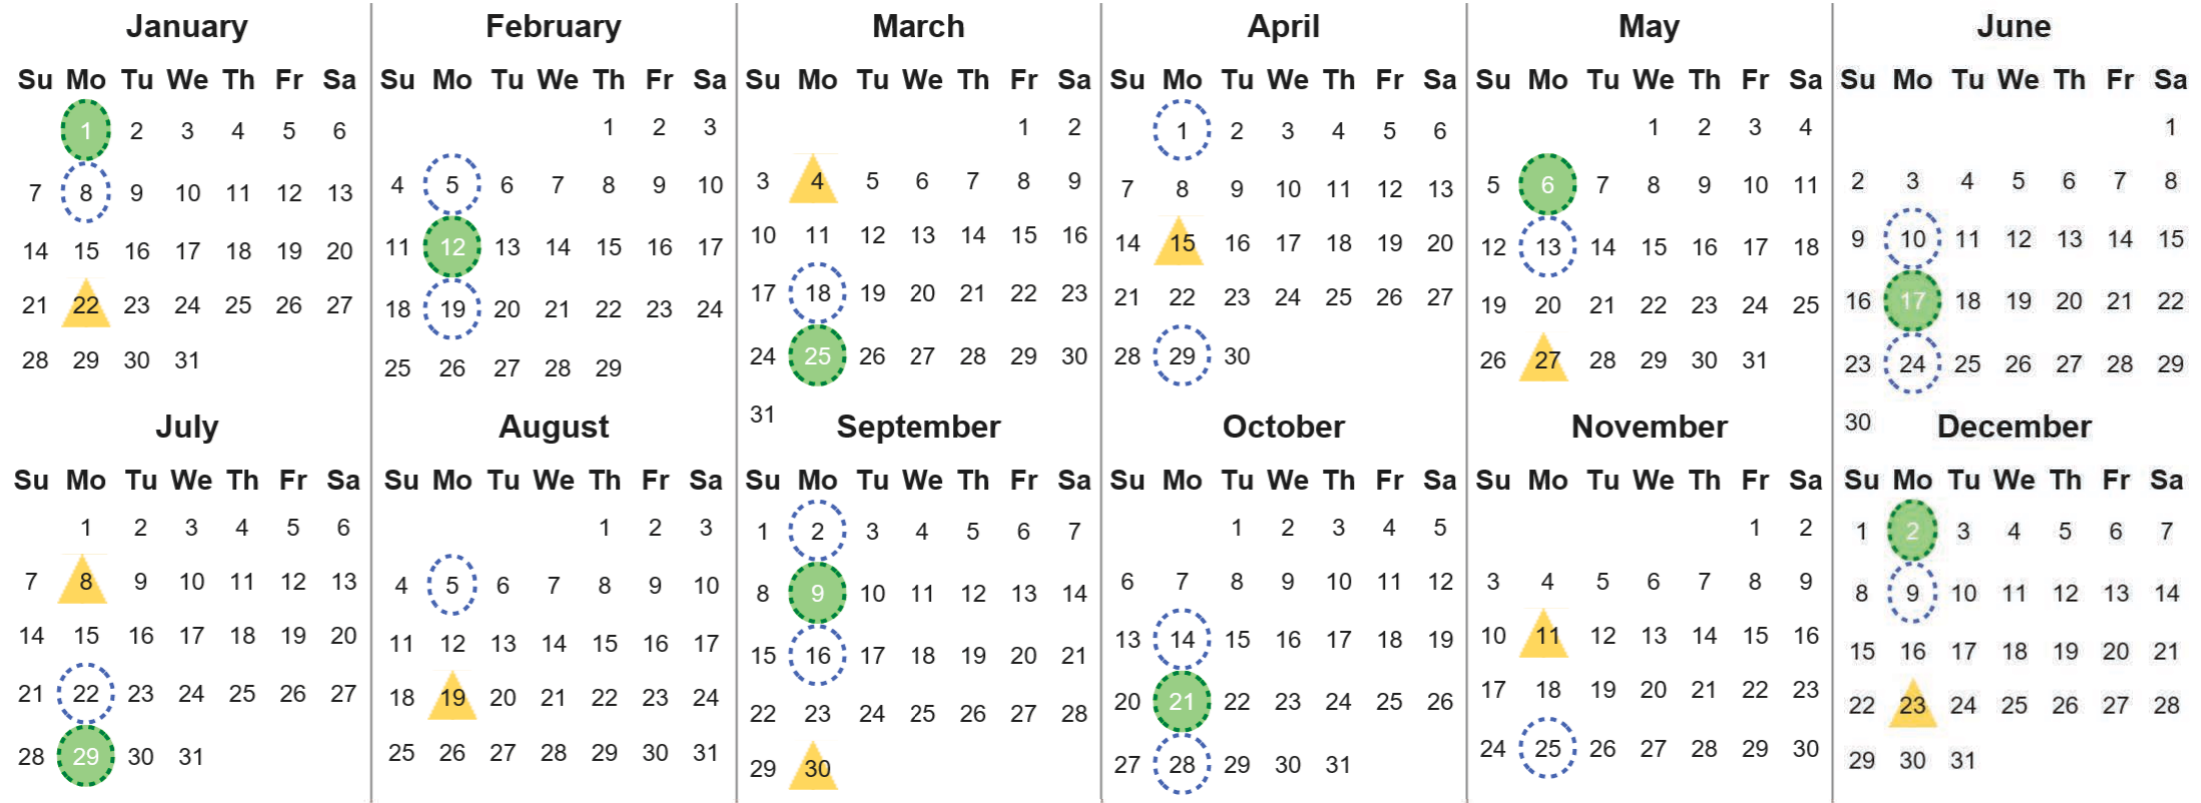 January
Su Mo Tu We Th Fr Sa
1 2 3 4 5 6
7 8 9 10 11 12 13
14 15 16 17 18 19 20
21 22 23 24 25 26 27
28 29 30 31
February
Su Mo Tu We Th Fr Sa
1 2 3
4 5 6 7 8 9 10
11 12 13 14 15 16 17
18 19 20 21 22 23 24
25 26 27 28 29
March
Su Mo Tu We Th Fr Sa
1 2
3 4 5 6 7 8 9
10 11 12 13 14 15 16
17 18 19 20 21 22 23
24 25 26 27 28 29 30
31
April
Su Mo Tu We Th Fr Sa
1 2 3 4 5 6
7 8 9 10 11 12 13
14 15 16 17 18 19 20
21 22 23 24 25 26 27
28 29 30
May
Su Mo Tu We Th Fr Sa
1 2 3 4
5 6 7 8 9 10 11
12 13 14 15 16 17 18
19 20 21 22 23 24 25
26 27 28 29 30 31
June
Su Mo Tu We Th Fr Sa
1
2 3 4 5 6 7 8
9 10 11 12 13 14 15
16 17 18 19 20 21 22
23 24 25 26 27 28 29
30
July
Su Mo Tu We Th Fr Sa
1 2 3 4 5 6
7 8 9 10 11 12 13
14 15 16 17 18 19 20
21 22 23 24 25 26 27
28 29 30 31
August
Su Mo Tu We Th Fr Sa
1 2 3
4 5 6 7 8 9 10
11 12 13 14 15 16 17
18 19 20 21 22 23 24
25 26 27 28 29 30 31
September
Su Mo Tu We Th Fr Sa
1 2 3 4 5 6 7
8 9 10 11 12 13 14
15 16 17 18 19 20 21
22 23 24 25 26 27 28
29 30
October
Su Mo Tu We Th Fr Sa
1 2 3 4 5
6 7 8 9 10 11 12
13 14 15 16 17 18 19
20 21 22 23 24 25 26
27 28 29 30 31
November
Su Mo Tu We Th Fr Sa
1 2
3 4 5 6 7 8 9
10 11 12 13 14 15 16
17 18 19 20 21 22 23
24 25 26 27 28 29 30
December
Su Mo Tu We Th Fr Sa
1 2 3 4 5 6 7
8 9 10 11 12 13 14
15 16 17 18 19 20 21
22 23 24 25 26 27 28
29 30 31